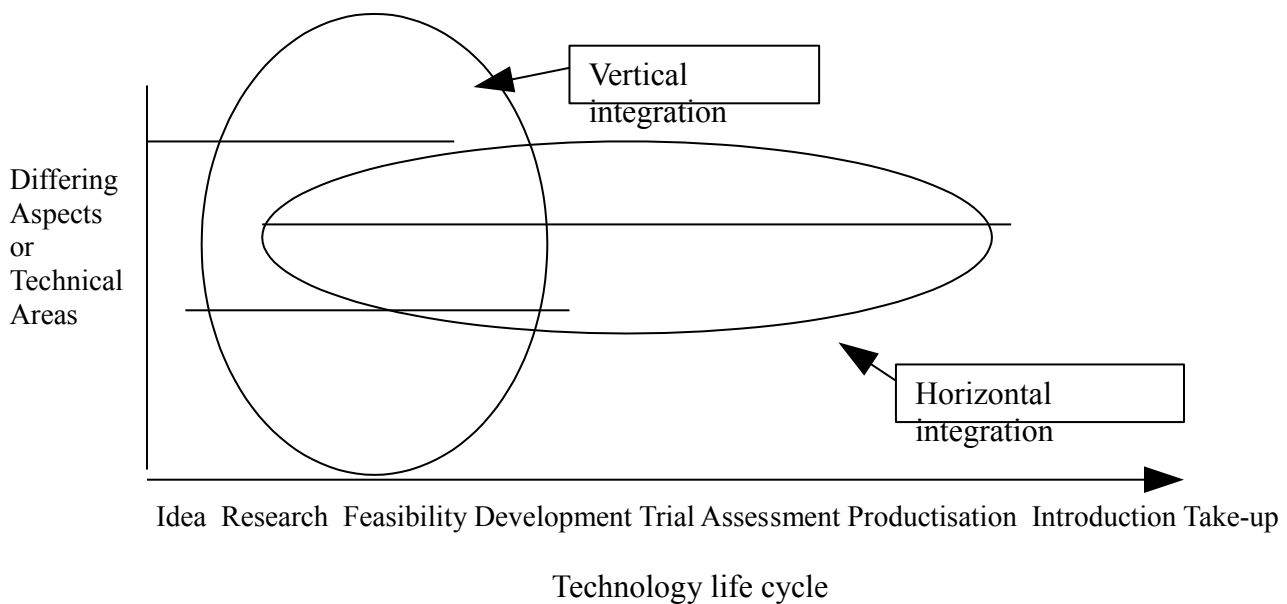 Vertical
integration
Differing
Aspects
or
Technical
Areas
Horizontal
integration
Idea Research Feasibility Development Trial Assessment Productisation Introduction Take-up
Technology life cycle